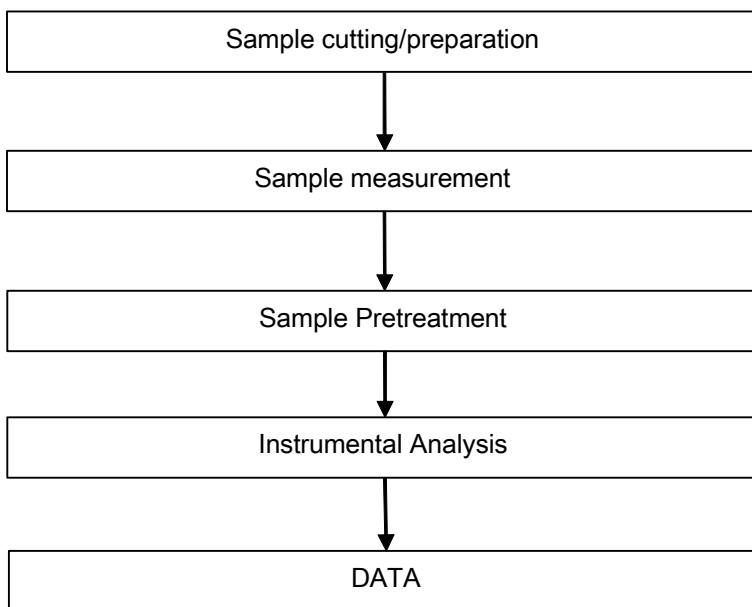 Sample cutting/preparation
Sample measurement
Sample Pretreatment
Instrumental Analysis
DATA